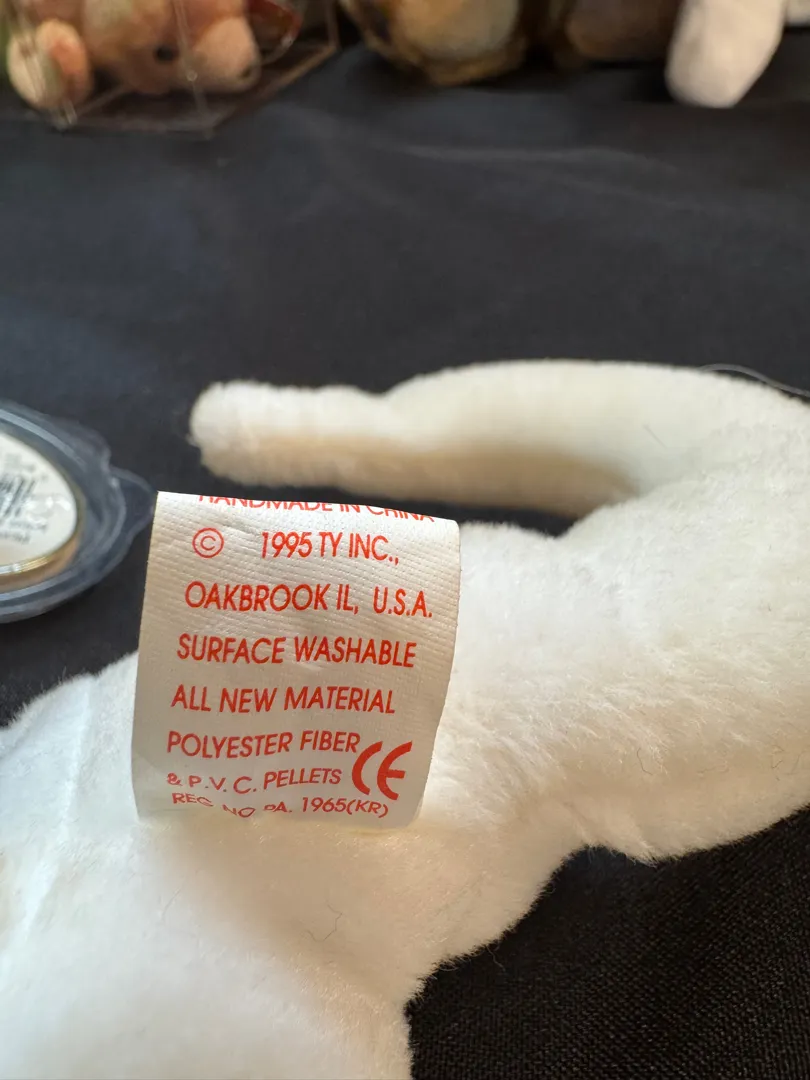 HANDMADE IN CHINA
© 1995 TY INC.,
OAKBROOK IL, U.S.A.
SURFACE WASHABLE
ALL NEW MATERIAL
POLYESTER FIBER
& P.V.C. PELLETS CE
REG. NO PA. 1965(KR)